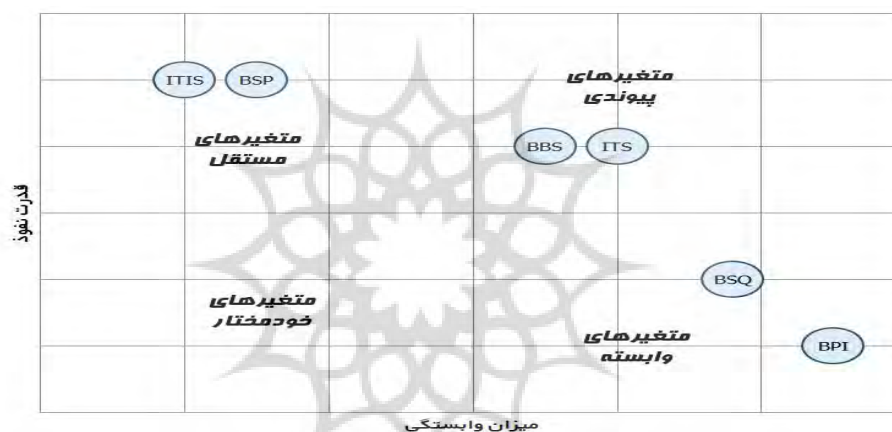 ITIS
BSP
متغیرهای
پیوندی
متغیرهای
مستقل
BBS
ITS
قدرت نفوذ
BSQ
متغیرهای
خودمختار
متغیرهای
وابسته
BPI
میزان وابستگی